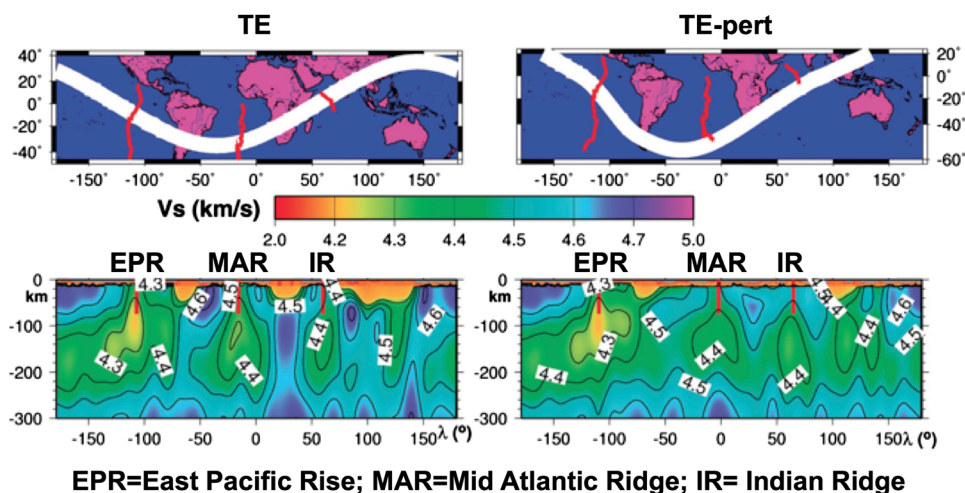 TE TE-pert
40˚ 20˚ 0˚ -20˚ -40˚
20˚ 0˚ -20˚ -40˚ -60˚
-150˚ -100˚ -50˚ 0˚ 50˚ 100˚ 150˚
-150˚ -100˚ -50˚ 0˚ 50˚ 100˚ 150˚
Vs (km/s)
2.0 4.2 4.3 4.4 4.5 4.6 4.7 5.0
EPR MAR IR
EPR MAR IR
0 km -100 -200 -300
0 km -100 -200 -300
4.3 4.6 4.5 4.5 4.4 4.3 4.4 4.4 4.4 4.5 4.6
4.3 4.5 4.6 4.3 4.5 4.4 4.4 4.5 4.4 4.5 4.4
-150 -100 -50 0 50 100 150 λ (º)
-150 -100 -50 0 50 100 150 λ (º)
EPR=East Pacific Rise; MAR=Mid Atlantic Ridge; IR= Indian Ridge